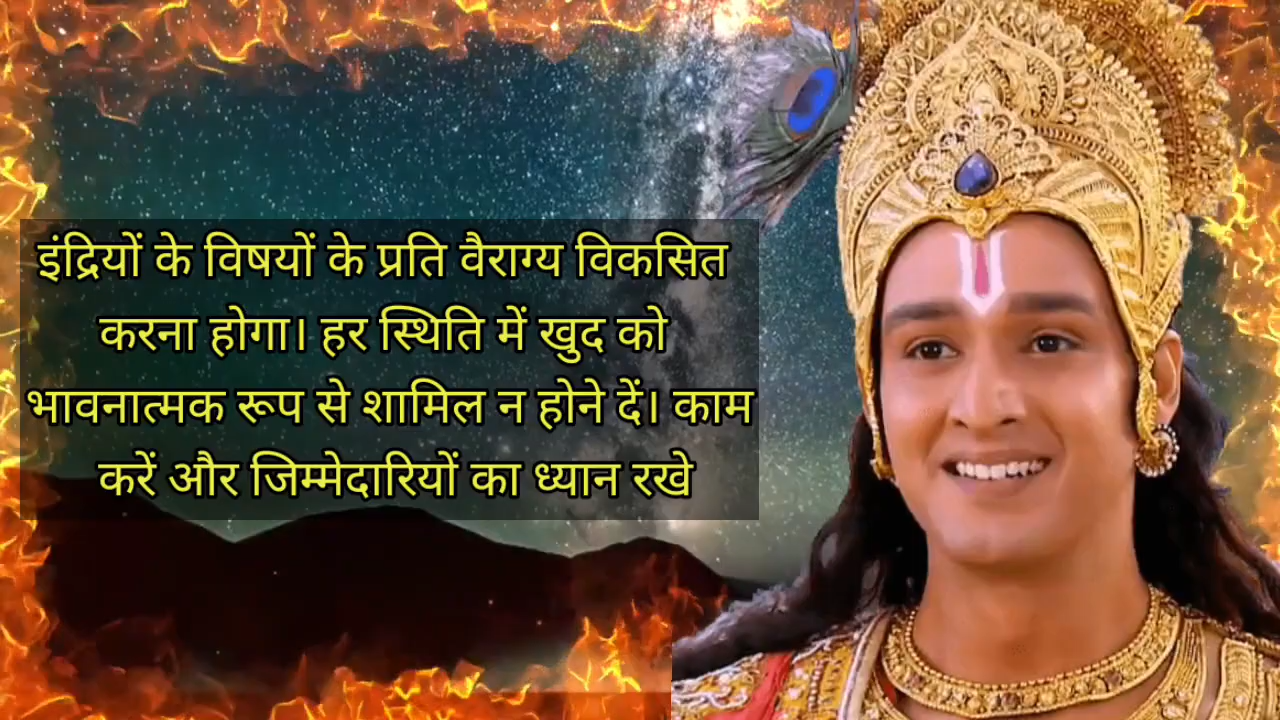 इंद्रियों के विषयों के प्रति वैराग्य विकसित
करना होगा। हर स्थिति में खुद को
भावनात्मक रूप से शामिल न होने दें। काम
करें और जिम्मेदारियों का ध्यान रखे